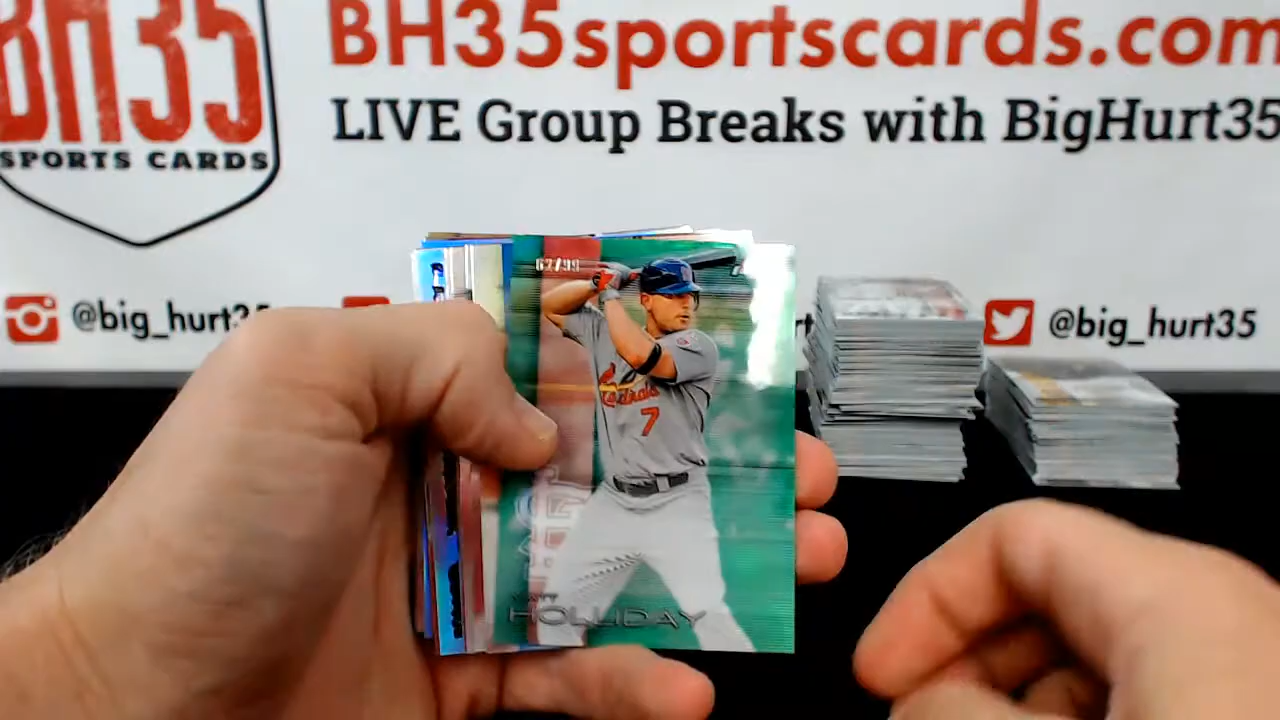 BH35
SPORTS CARDS
BH35sportscards.com
LIVE Group Breaks with BigHurt35
@big_hurt35
@big_hurt35
Cardinals
7
HOLLIDAY